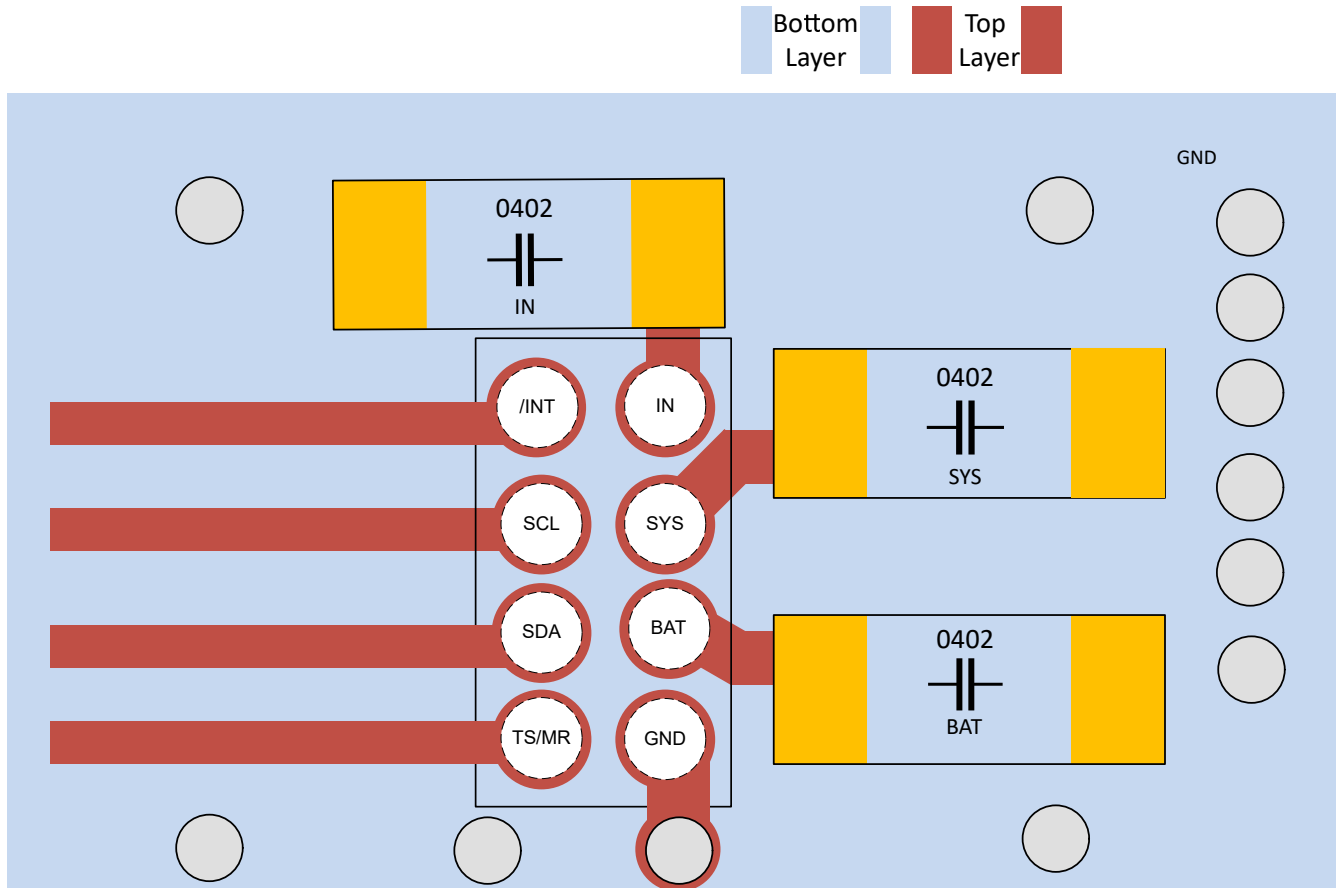 Bottom
Layer
Top
Layer
GND
0402
IN
/INT
IN
0402
SYS
SCL
SYS
SDA
BAT
0402
BAT
TS/MR
GND